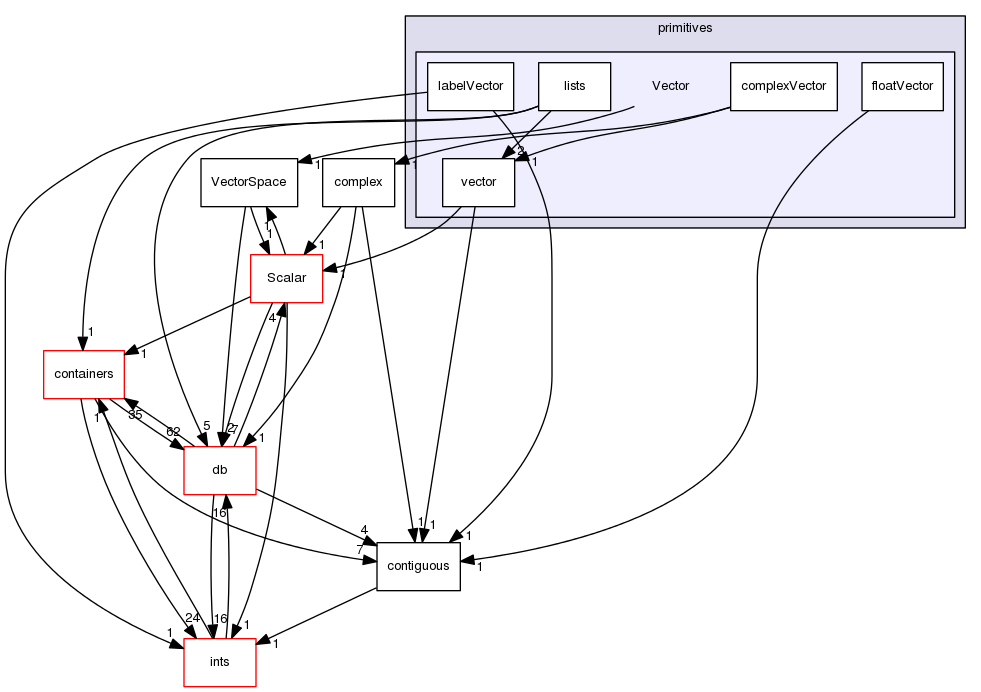 primitives
labelVector
lists
Vector
complexVector
floatVector
2
1
1
1
VectorSpace
complex
vector
1
1
1
Scalar
1
4
1
1
containers
1
35
62
5
2
7
1
db
16
4
1
1
1
7
contiguous
1
24
16
1
1
1
ints